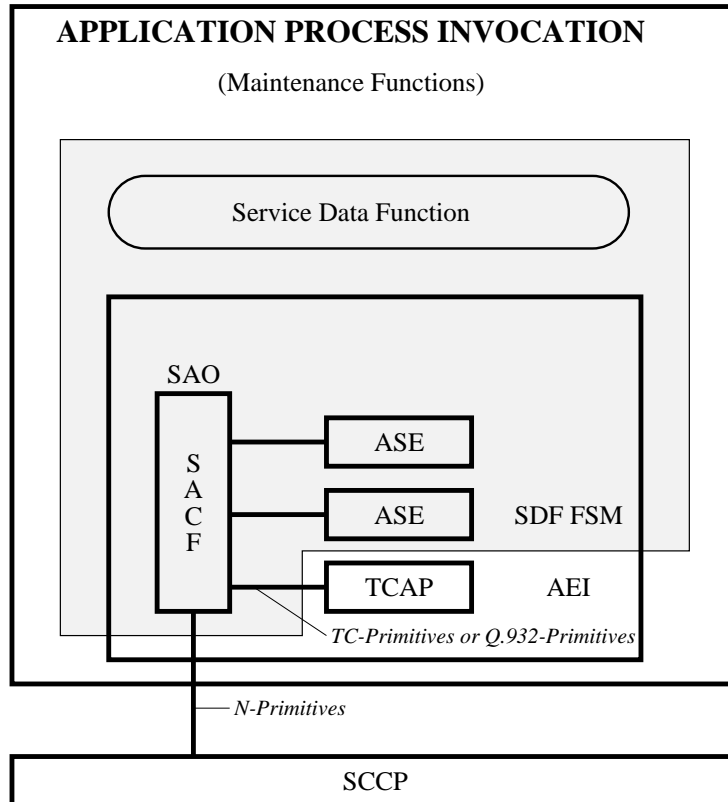 APPLICATION PROCESS INVOCATION
(Maintenance Functions)
Service Data Function
SAO
S
A
C
F
ASE
ASE
SDF FSM
TCAP
AEI
TC-Primitives or Q.932-Primitives
N-Primitives
SCCP